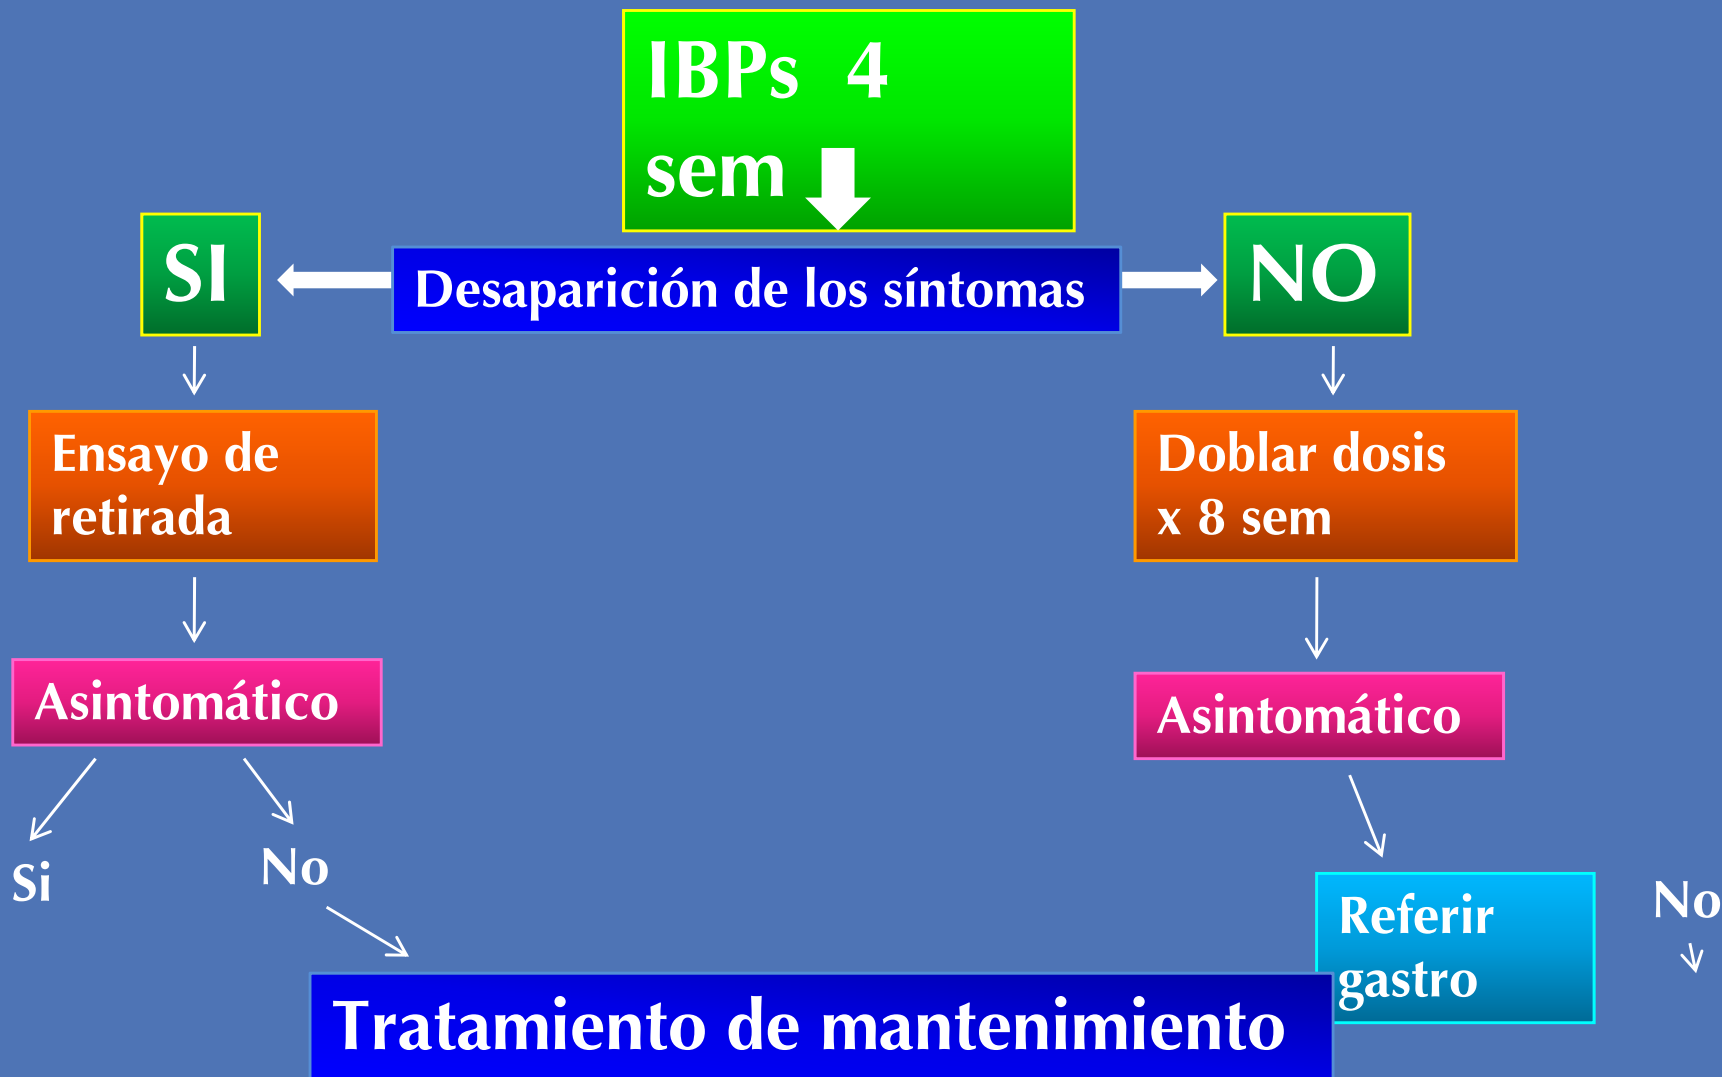 IBPs 4
sem
SI
Desaparición de los síntomas
NO
Ensayo de
retirada
Doblar dosis
x 8 sem
Asintomático
Asintomático
Si
No
Referir
gastro
No
Tratamiento de mantenimiento